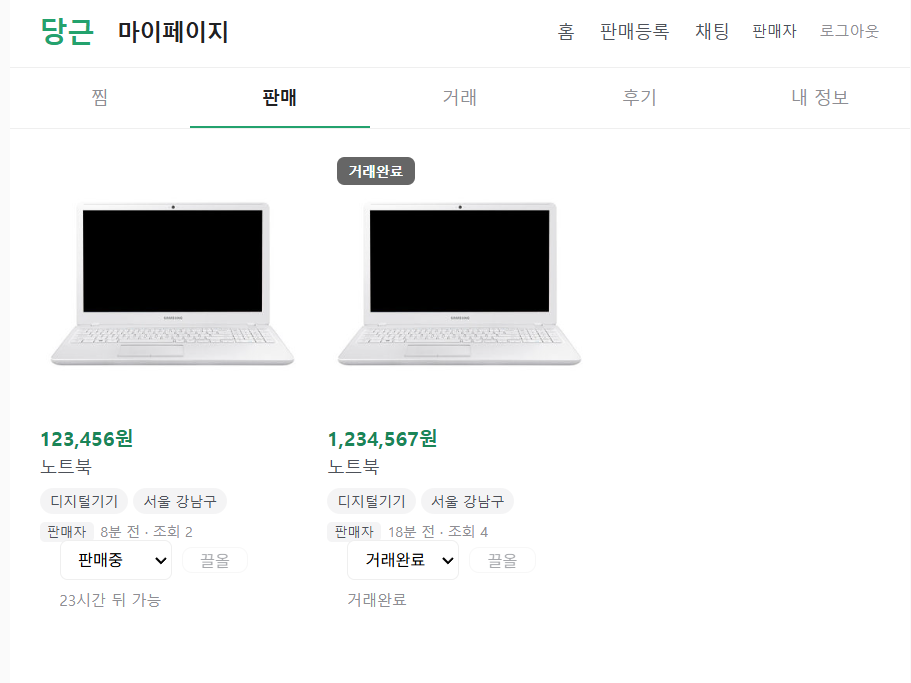 당근 마이페이지 홈 판매등록 채팅 판매자 로그아웃
찜 판매 거래 후기 내 정보
거래완료
SAMSUNG SAMSUNG
123,456원 1,234,567원
노트북 노트북
디지털기기 서울 강남구 디지털기기 서울 강남구
판매자 8분 전 · 조회 2 판매자 18분 전 · 조회 4
판매중 끌올 거래완료 끌올
23시간 뒤 가능 거래완료